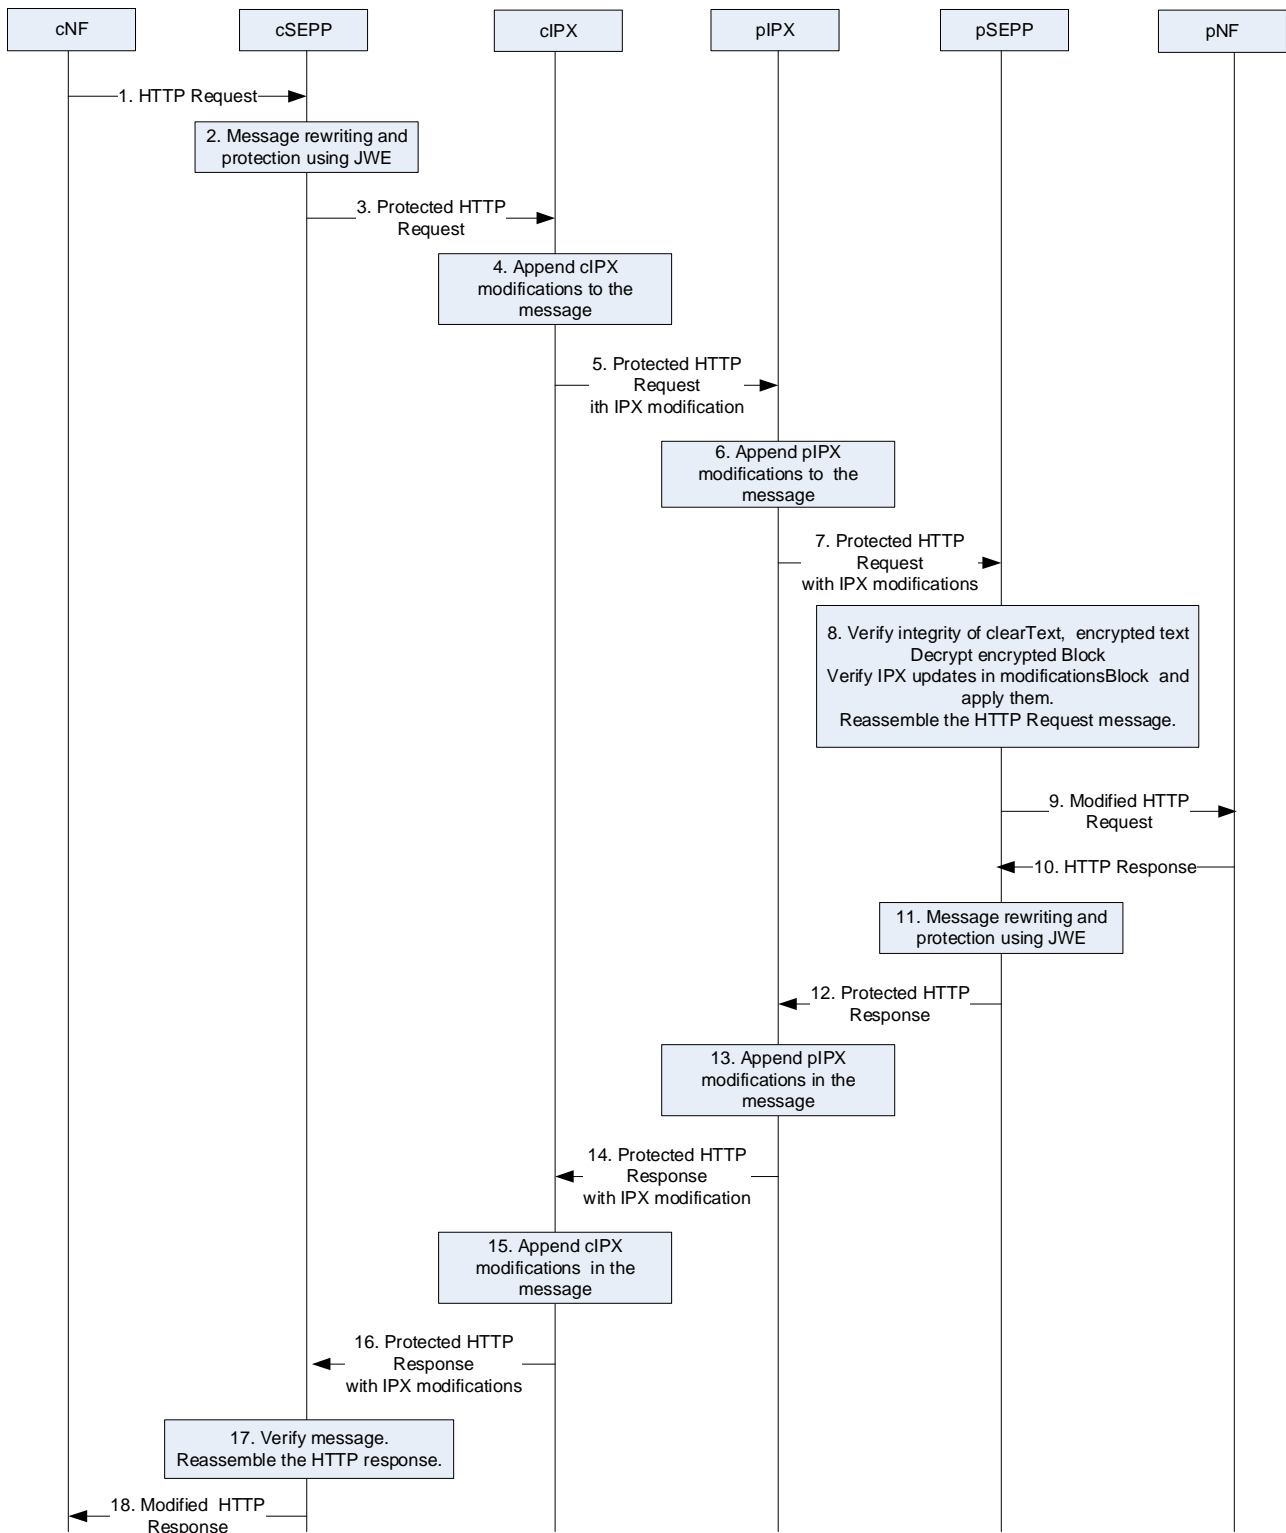 cNF
cSEPP
cIPX
pIPX
pSEPP
pNF
1. HTTP Request
2. Message rewriting and
protection using JWE
3. Protected HTTP
Request
4. Append cIPX
modifications to the
message
5. Protected HTTP
Request
ith IPX modification
6. Append pIPX
modifications to  the
message
7. Protected HTTP
Request
with IPX modifications
8. Verify integrity of clearText,  encrypted text
Decrypt encrypted Block
Verify IPX updates in modificationsBlock  and
apply them.
Reassemble the HTTP Request message.
9. Modified HTTP
Request
10. HTTP Response
11. Message rewriting and
protection using JWE
12. Protected HTTP
Response
13. Append pIPX
modifications in the
message
14. Protected HTTP
Response
with IPX modification
15. Append cIPX
modifications  in the
message
16. Protected HTTP
Response
with IPX modifications
17. Verify message.
Reassemble the HTTP response.
18. Modified  HTTP
Response